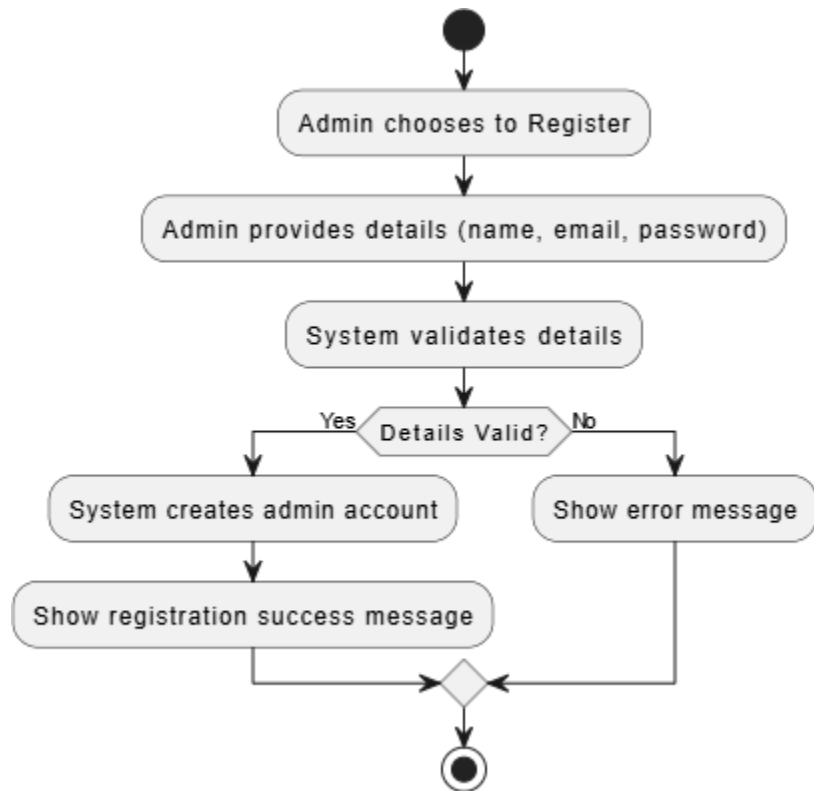 Admin chooses to Register
Admin provides details (name, email, password)
System validates details
Yes
Details Valid?
No
System creates admin account
Show error message
Show registration success message